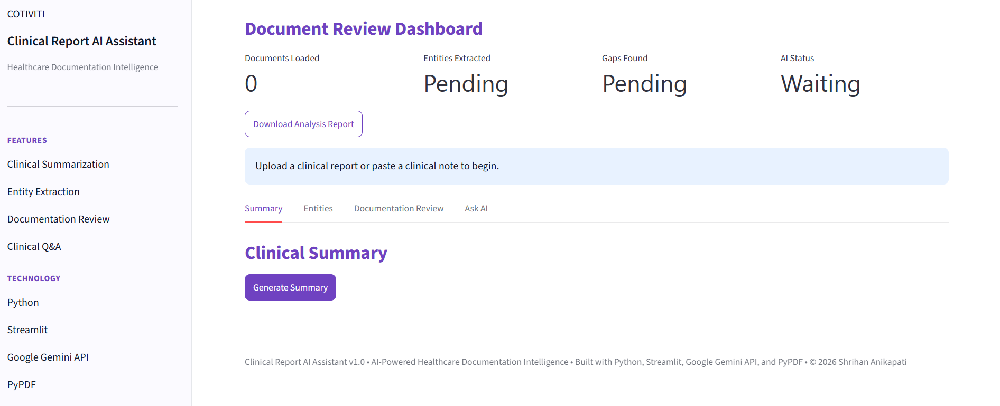 COTIVITI
Clinical Report AI Assistant
Healthcare Documentation Intelligence
FEATURES
Clinical Summarization
Entity Extraction
Documentation Review
Clinical Q&A
TECHNOLOGY
Python
Streamlit
Google Gemini API
PyPDF
Document Review Dashboard
Documents Loaded
0
Entities Extracted
Pending
Gaps Found
Pending
AI Status
Waiting
Download Analysis Report
Upload a clinical report or paste a clinical note to begin.
Summary Entities Documentation Review Ask AI
Clinical Summary
Generate Summary
Clinical Report AI Assistant v1.0 • AI-Powered Healthcare Documentation Intelligence • Built with Python, Streamlit, Google Gemini API, and PyPDF • © 2026 Shrihan Anikapati